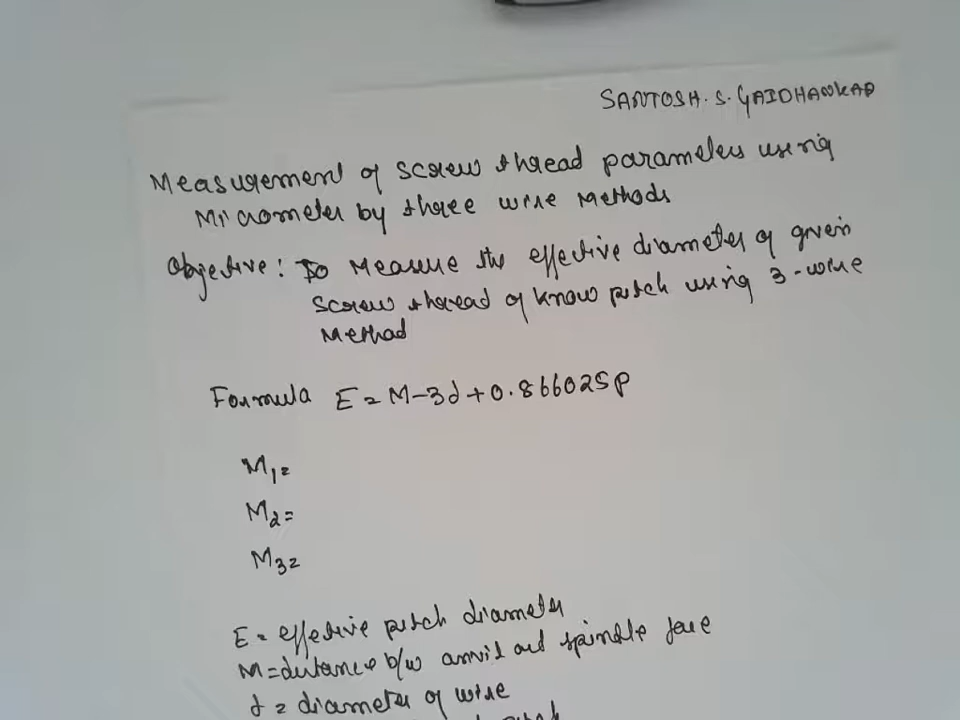 SANTOSH. S. GAIDHANKAR
Measurement of screw thread parameters using
Micrometer by three wire Methods
Objective: To Measure the effective diameter of given
screw thread of know pitch using 3-wire
Method
Formula E = M-3d+0.866025p
M1=
M2=
M3=
E = effective pitch diameter
M = distance b/w anvil and spindle face
d = diameter of wire
pitch